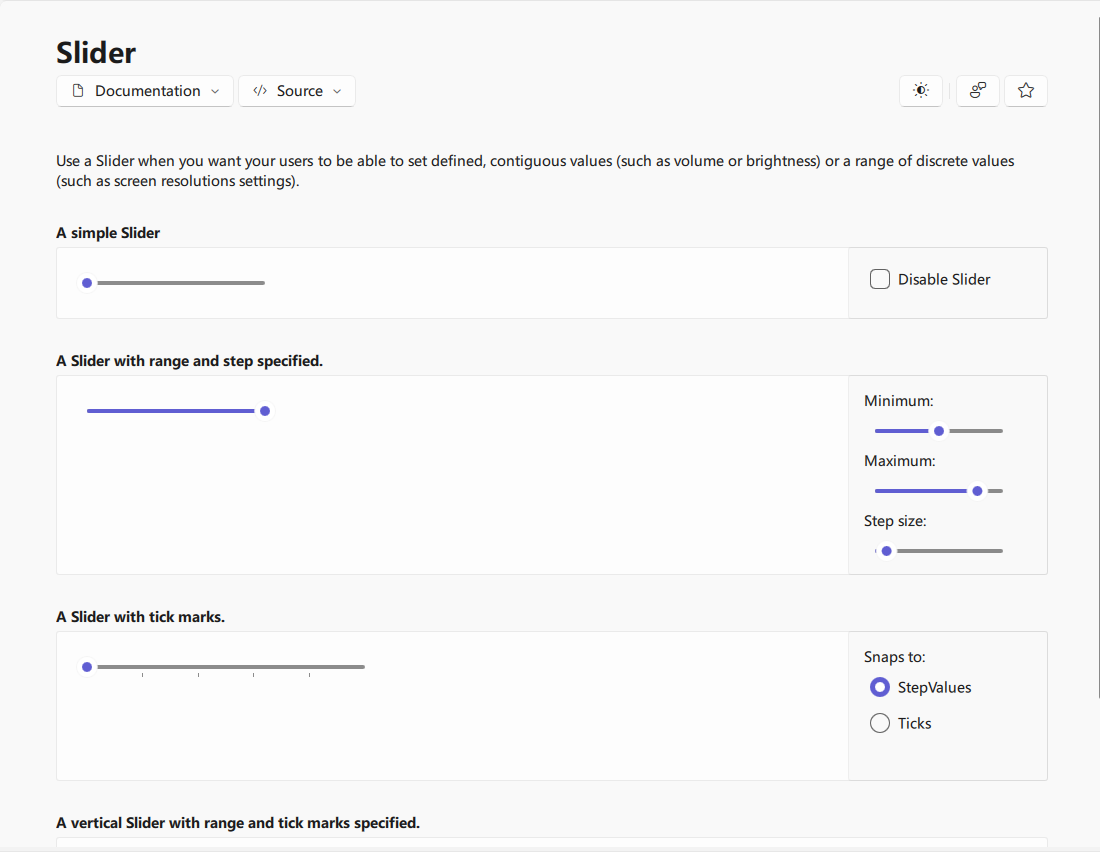 Slider
Documentation
Source
Use a Slider when you want your users to be able to set defined, contiguous values (such as volume or brightness) or a range of discrete values
(such as screen resolutions settings).
A simple Slider
Disable Slider
A Slider with range and step specified.
Minimum:
Maximum:
Step size:
A Slider with tick marks.
Snaps to:
StepValues
Ticks
A vertical Slider with range and tick marks specified.